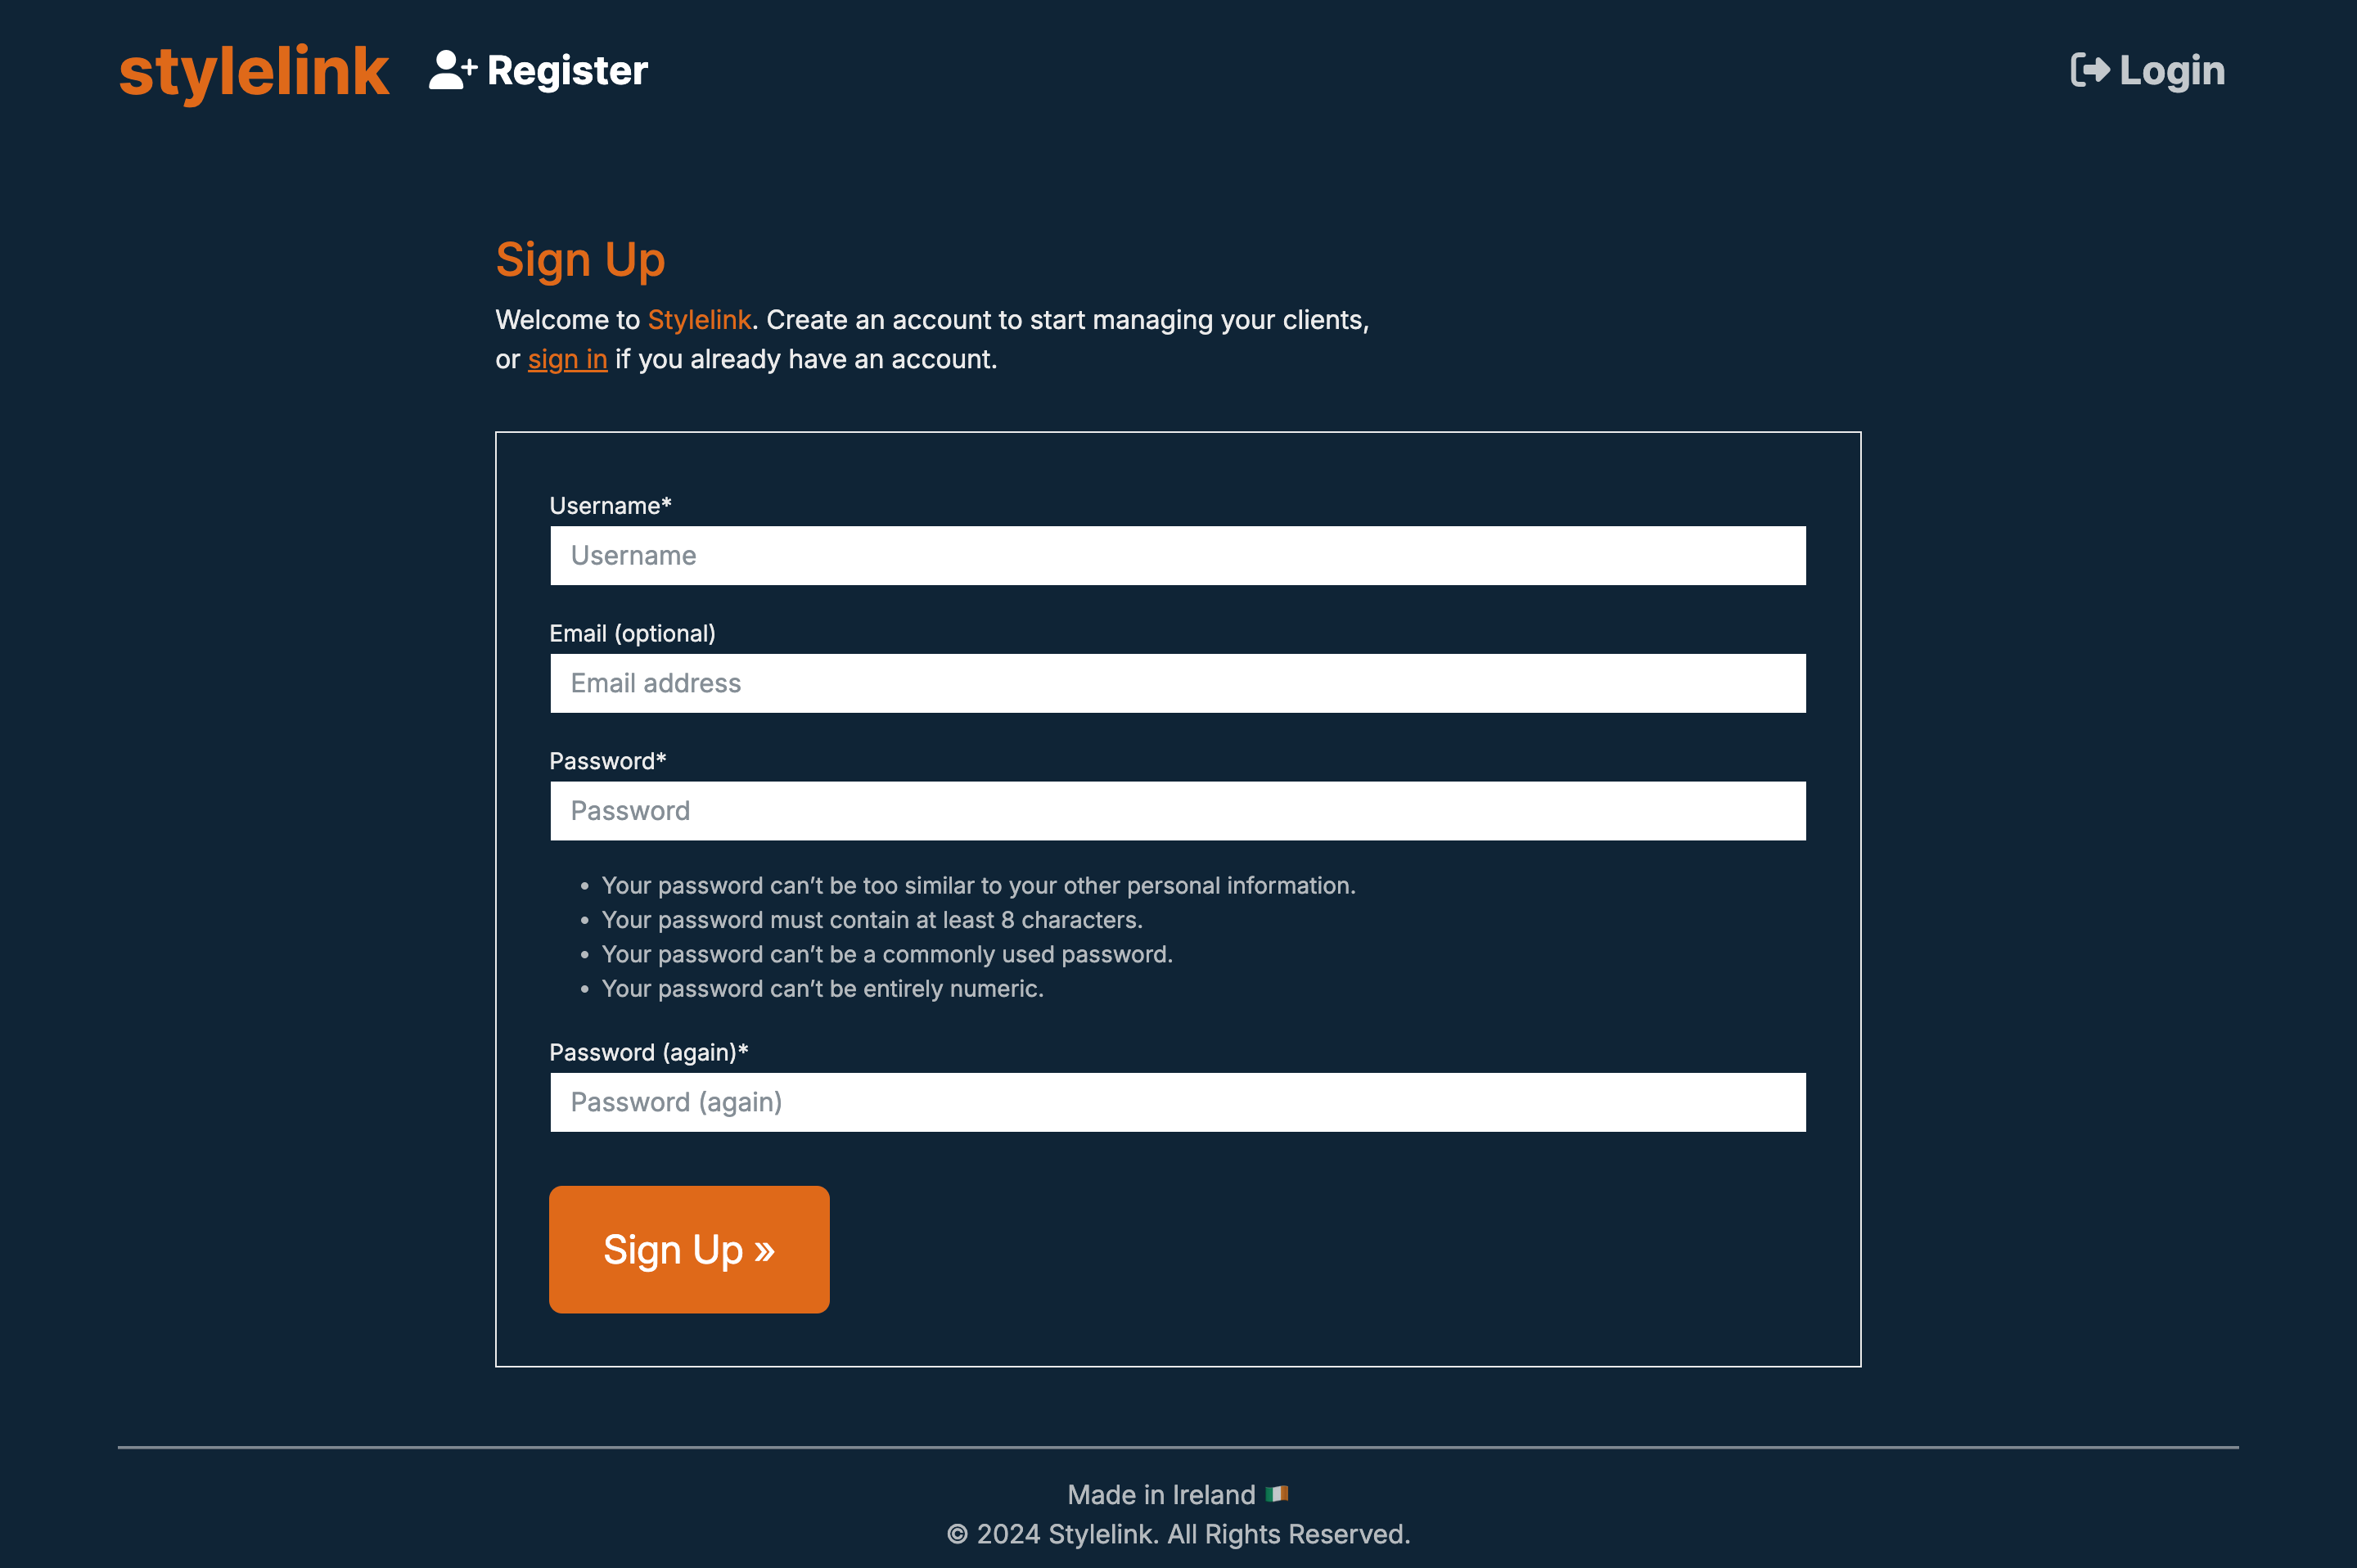 stylelink
Register
Login
Sign Up
Welcome to Stylelink. Create an account to start managing your clients,
or sign in if you already have an account.
Username*
Username
Email (optional)
Email address
Password*
Password
• Your password can’t be too similar to your other personal information.
• Your password must contain at least 8 characters.
• Your password can’t be a commonly used password.
• Your password can’t be entirely numeric.
Password (again)*
Password (again)
Sign Up »
Made in Ireland 🇮🇪
© 2024 Stylelink. All Rights Reserved.